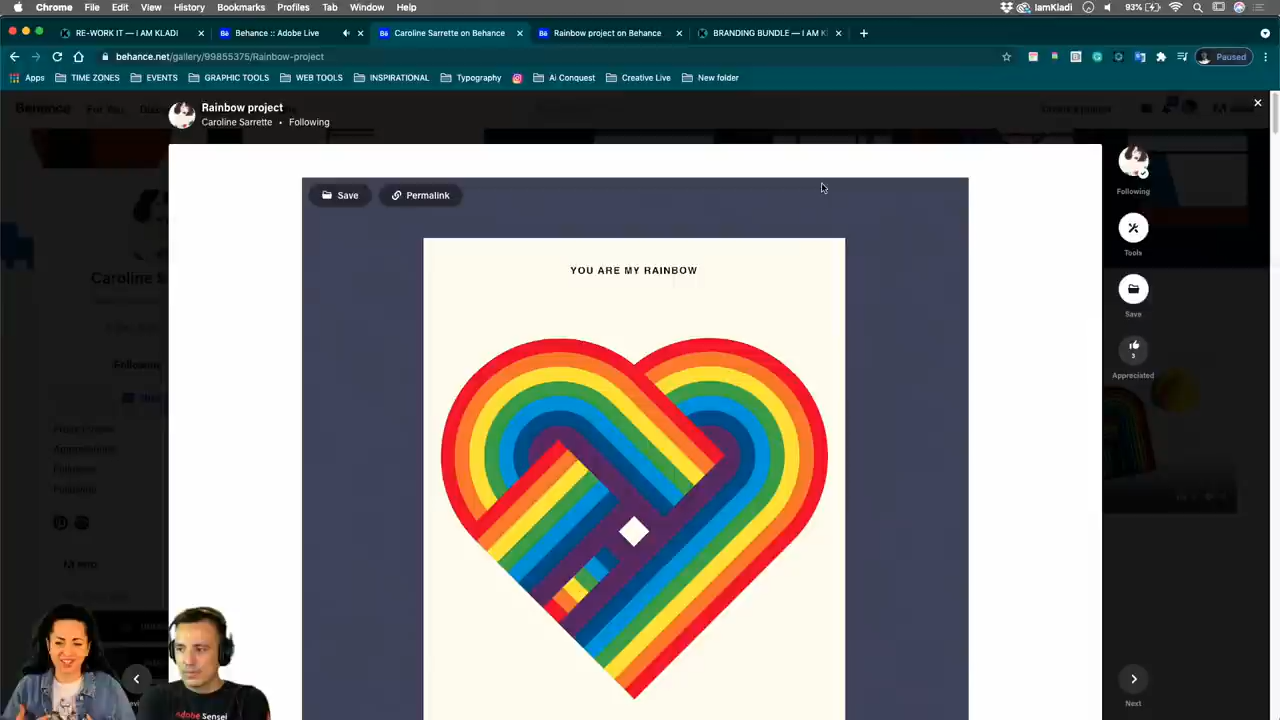 Chrome File Edit View History Bookmarks Profiles Tab Window Help IamKladi 93%
RE-WORK IT — I AM KLADI Behance :: Adobe Live Caroline Sarrette on Behance Rainbow project on Behance BRANDING BUNDLE — I AM K
behance.net/gallery/99855375/Rainbow-project Paused
Apps TIME ZONES EVENTS GRAPHIC TOOLS WEB TOOLS INSPIRATIONAL Typography Ai Conquest Creative Live New folder
Rainbow project
Caroline Sarrette • Following
Save Permalink
YOU ARE MY RAINBOW
Following
Tools
Save
3
Appreciated
Next
Adobe Sensei